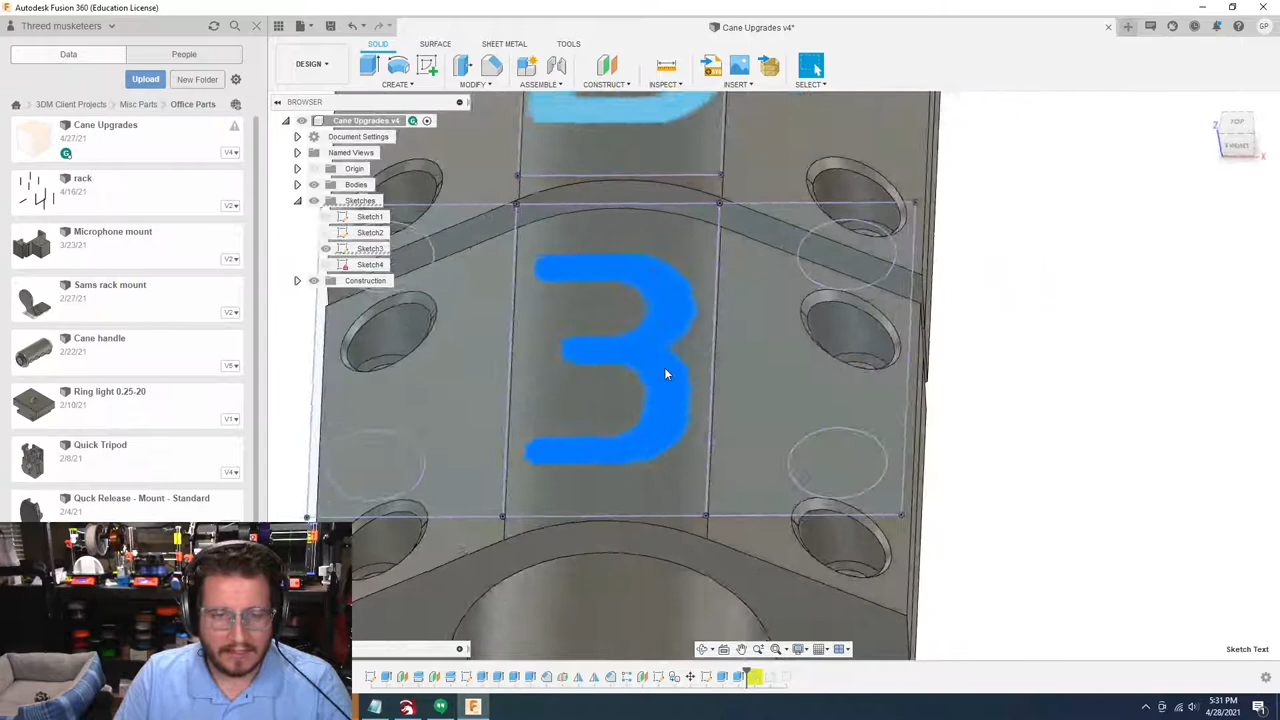 Autodesk Fusion 360 (Education License)
Threed musketeers
Cane Upgrades v4*
GP
Data
People
Upload
New Folder
3DM Client Projects
Misc Parts
Office Parts
Cane Upgrades
4/27/21
V4
rack
4/16/21
V2
Microphone mount
3/23/21
V2
Sams rack mount
2/27/21
V2
Cane handle
2/22/21
V5
Ring light 0.25-20
2/10/21
V1
Quick Tripod
2/8/21
V4
Quck Release - Mount - Standard
2/4/21
DESIGN
SOLID
SURFACE
SHEET METAL
TOOLS
CREATE
MODIFY
ASSEMBLE
CONSTRUCT
INSPECT
INSERT
SELECT
BROWSER
Cane Upgrades v4
Document Settings
Named Views
Origin
Bodies
Sketches
Sketch1
Sketch2
Sketch3
Sketch4
Construction
3
TOP
FRONT
Z
X
Sketch Text
5:31 PM
4/28/2021